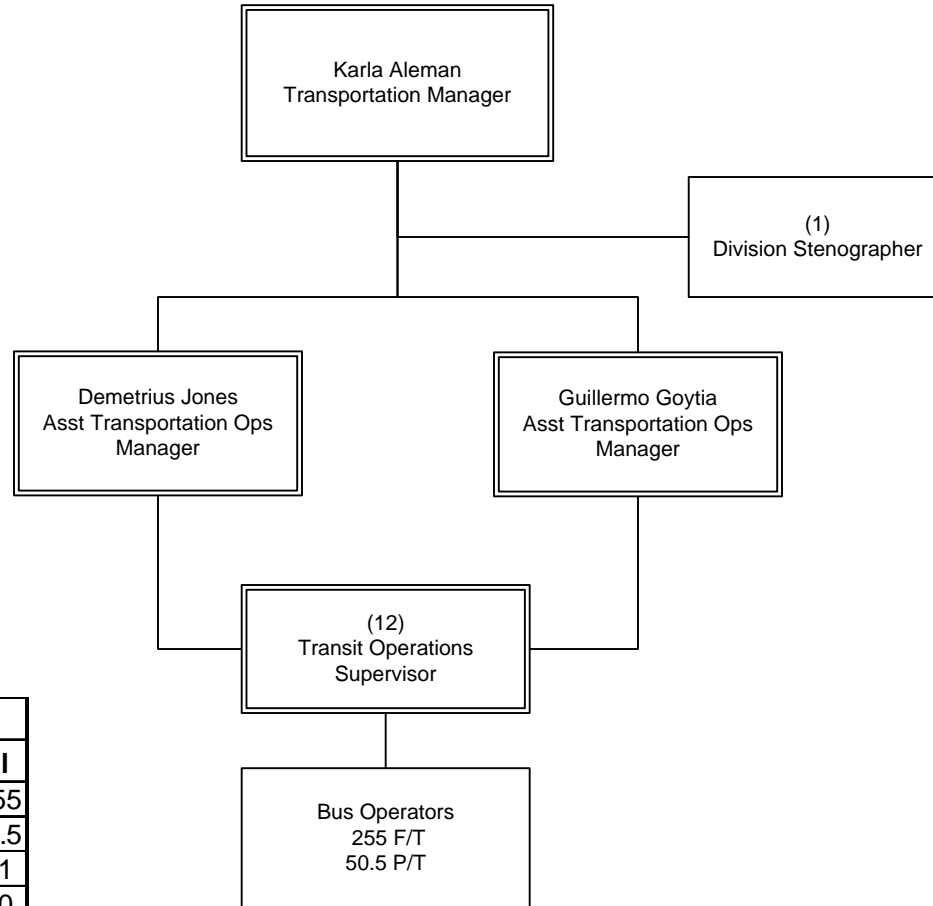 Karla Aleman
Transportation Manager
(1)
Division Stenographer
Demetrius Jones
Asst Transportation Ops
Manager
Guillermo Goytia
Asst Transportation Ops
Manager
(12)
Transit Operations
Supervisor
Bus Operators
255 F/T
50.5 P/T